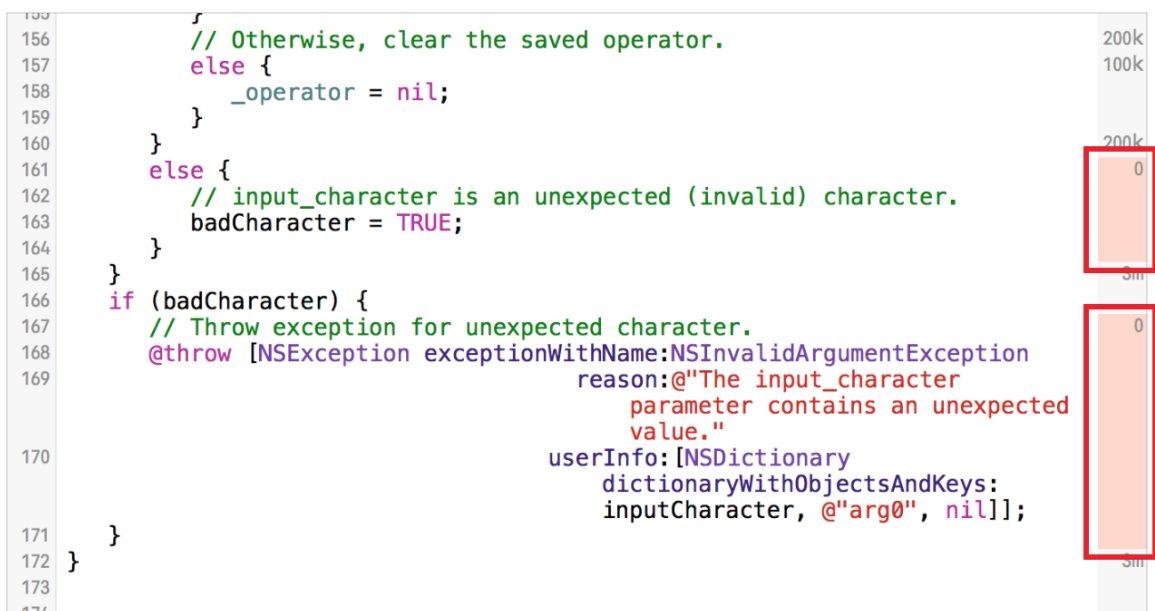 155 }
156 // Otherwise, clear the saved operator. 200k
157 else { 100k
158 _operator = nil;
159 }
160 } 200k
161 else { 0
162 // input_character is an unexpected (invalid) character.
163 badCharacter = TRUE;
164 }
165 } 3m
166 if (badCharacter) {
167 // Throw exception for unexpected character. 0
168 @throw [NSException exceptionWithName:NSInvalidArgumentException
169 reason:@"The input_character
parameter contains an unexpected
value."
170 userInfo:[NSDictionary
dictionaryWithObjectsAndKeys:
inputCharacter, @"arg0", nil]];
171 }
172 } 3m
173